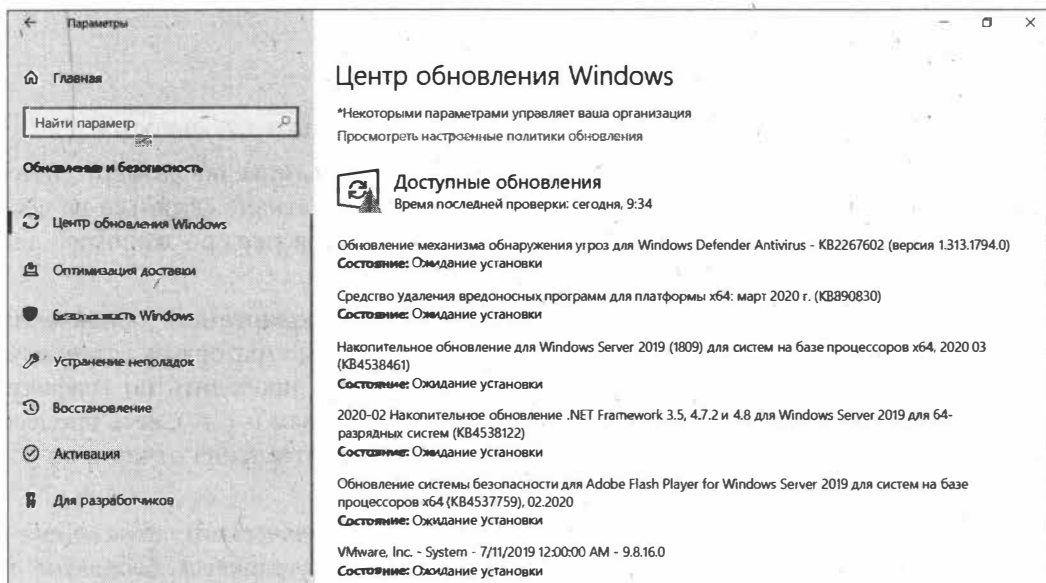 Параметры
Главная
Найти параметр
Обновление и безопасность
Центр обновления Windows
Оптимизация доставки
Безопасность Windows
Устранение неполадок
Восстановление
Активация
Для разработчиков
Центр обновления Windows
*Некоторыми параметрами управляет ваша организация
Просмотреть настроенные политики обновления
Доступные обновления
Время последней проверки: сегодня, 9:34
Обновление механизма обнаружения угроз для Windows Defender Antivirus - KB2267602 (версия 1.313.1794.0)
Состояние: Ожидание установки
Средство удаления вредоносных программ для платформы x64: март 2020 г. (KB890830)
Состояние: Ожидание установки
Накопительное обновление для Windows Server 2019 (1809) для систем на базе процессоров x64, 2020 03
(KB4538461)
Состояние: Ожидание установки
2020-02 Накопительное обновление .NET Framework 3.5, 4.7.2 и 4.8 для Windows Server 2019 для 64-
разрядных систем (KB4538122)
Состояние: Ожидание установки
Обновление системы безопасности для Adobe Flash Player for Windows Server 2019 для систем на базе
процессоров x64 (KB4537759), 02.2020
Состояние: Ожидание установки
VMware, Inc. - System - 7/11/2019 12:00:00 AM - 9.8.16.0
Состояние: Ожидание установки